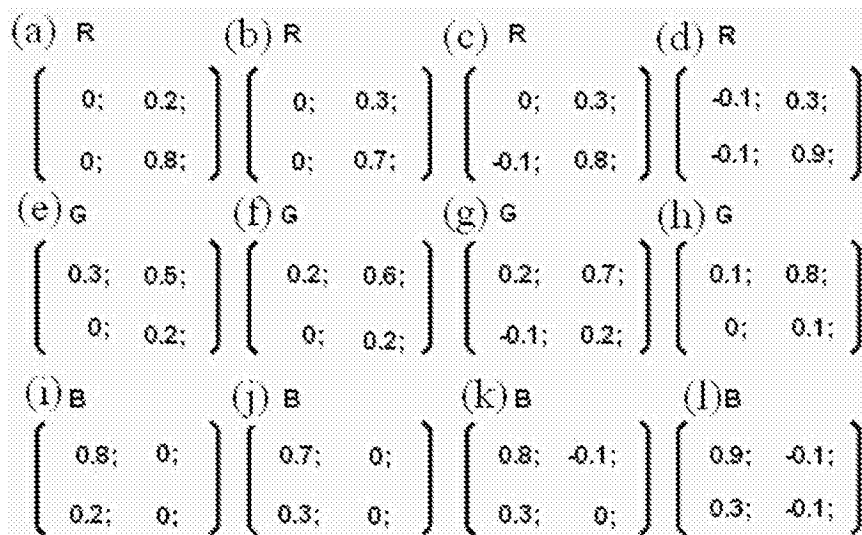 (a) R (b) R (c) R (d) R
0; 0.2; 0; 0.3; 0; 0.3; -0.1; 0.3;
0; 0.8; 0; 0.7; -0.1; 0.8; -0.1; 0.9;
(e) G (f) G (g) G (h) G
0.3; 0.5; 0.2; 0.6; 0.2; 0.7; 0.1; 0.8;
0; 0.2; 0; 0.2; -0.1; 0.2; 0; 0.1;
(i) B (j) B (k) B (l) B
0.8; 0; 0.7; 0; 0.8; -0.1; 0.9; -0.1;
0.2; 0; 0.3; 0; 0.3; 0; 0.3; -0.1;